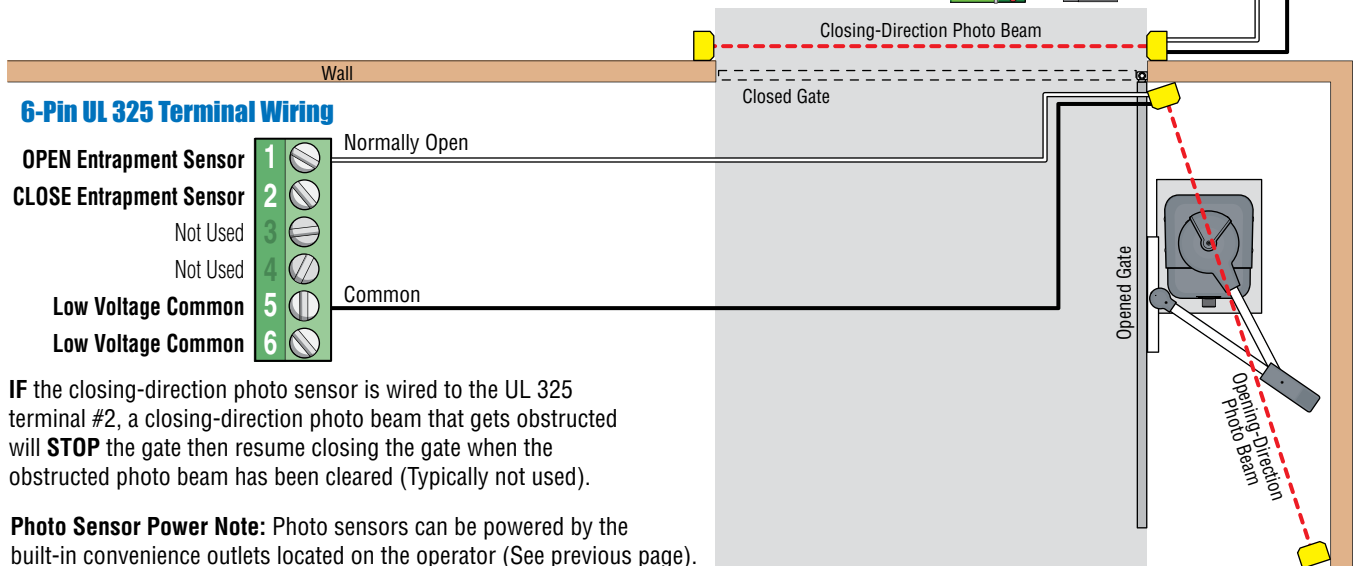 Closing-Direction Photo Beam
Wall
Closed Gate
6-Pin UL 325 Terminal Wiring
OPEN Entrapment Sensor 1 Normally Open
CLOSE Entrapment Sensor 2
Not Used 3
Not Used 4
Low Voltage Common 5 Common
Low Voltage Common 6
Opened Gate
Opening-Direction
Photo Beam
IF the closing-direction photo sensor is wired to the UL 325
terminal #2, a closing-direction photo beam that gets obstructed
will STOP the gate then resume closing the gate when the
obstructed photo beam has been cleared (Typically not used).
Photo Sensor Power Note: Photo sensors can be powered by the
built-in convenience outlets located on the operator (See previous page).